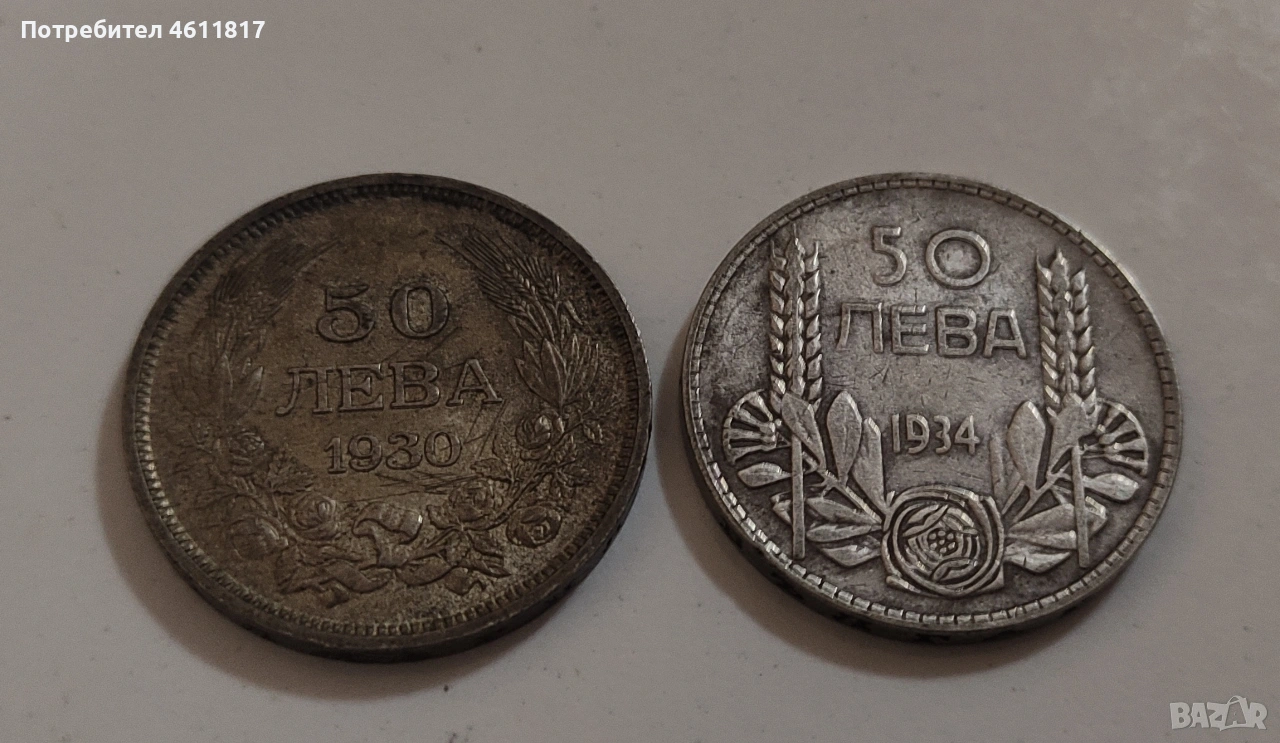 Потребител 4611817
50
ЛЕВА
1930
50
ЛЕВА
1934
BAZAR